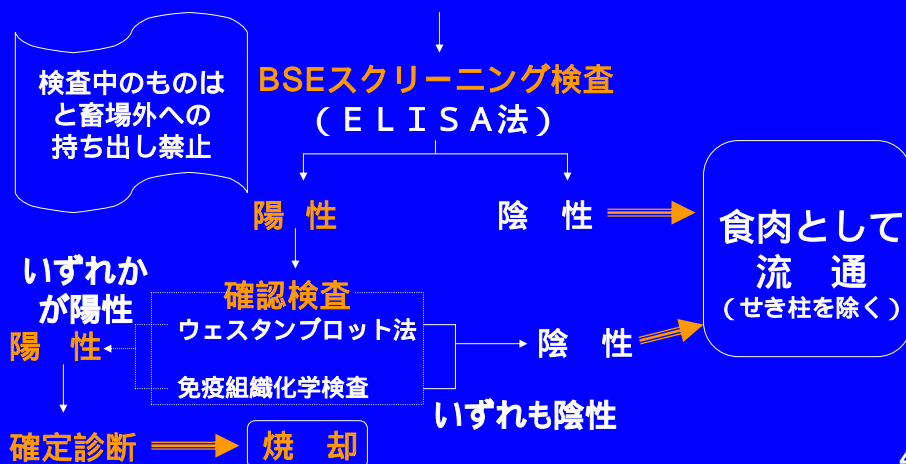 検査中のものは
と畜場外への
持ち出し禁止
BSEスクリーニング検査
（ＥＬＩＳＡ法）
陽 性
陰 性
食肉として
流 通
（せき柱を除く）
いずれか
が陽性
陽 性
確認検査
ウェスタンブロット法
免疫組織化学検査
陰 性
いずれも陰性
確定診断
焼 却